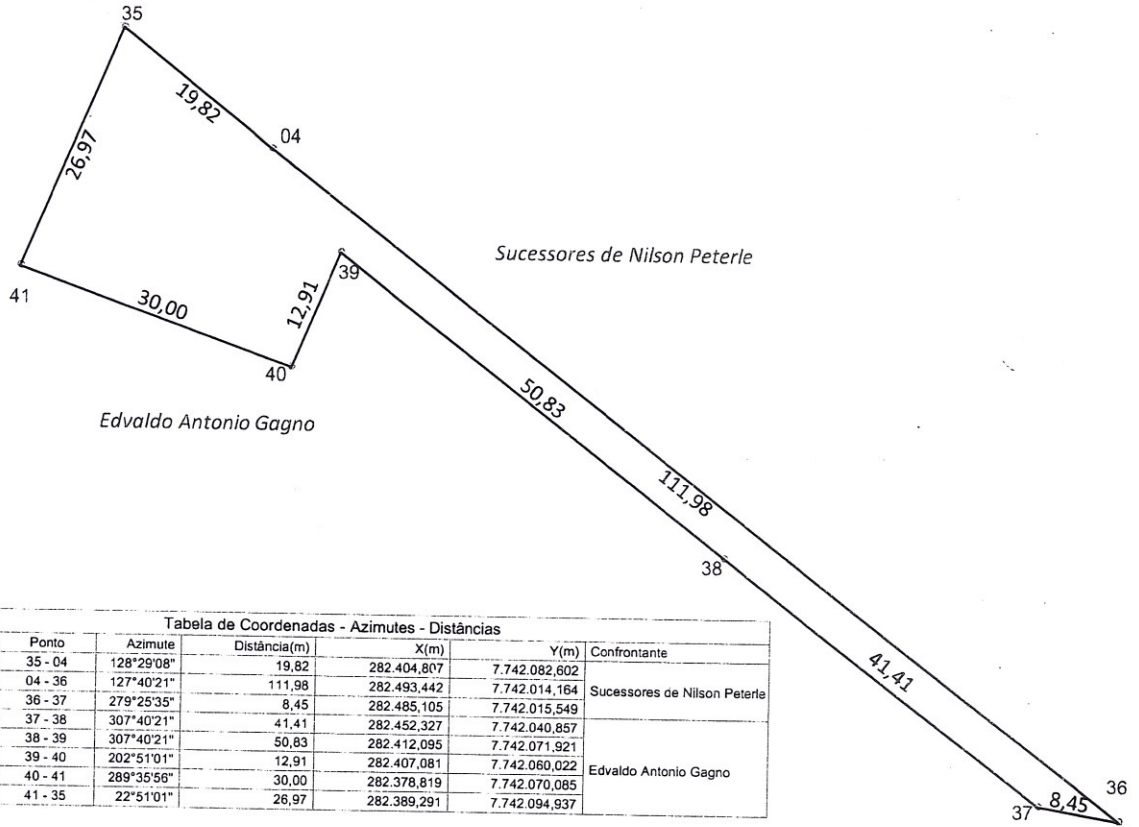 35
19,82
04
26,97
Sucessores de Nilson Peterle
39
41
30,00
12,91
40
50,83
Edvaldo Antonio Gagno
111,98
38
41,41
36
37
8,45
Tabela de Coordenadas - Azimutes - Distâncias
Ponto Azimute Distância(m) X(m) Y(m) Confrontante
35 - 04 128°29'08" 19,82 282.404,807 7.742.082,602
04 - 36 127°40'21" 111,98 282.493,442 7.742.014,164 Sucessores de Nilson Peterle
36 - 37 279°25'35" 8,45 282.485,105 7.742.015,549
37 - 38 307°40'21" 41,41 282.452,327 7.742.040,857
38 - 39 307°40'21" 50,83 282.412,095 7.742.071,921
39 - 40 202°51'01" 12,91 282.407,081 7.742.060,022 Edvaldo Antonio Gagno
40 - 41 289°35'56" 30,00 282.378,819 7.742.070,085
41 - 35 22°51'01" 26,97 282.389,291 7.742.094,937